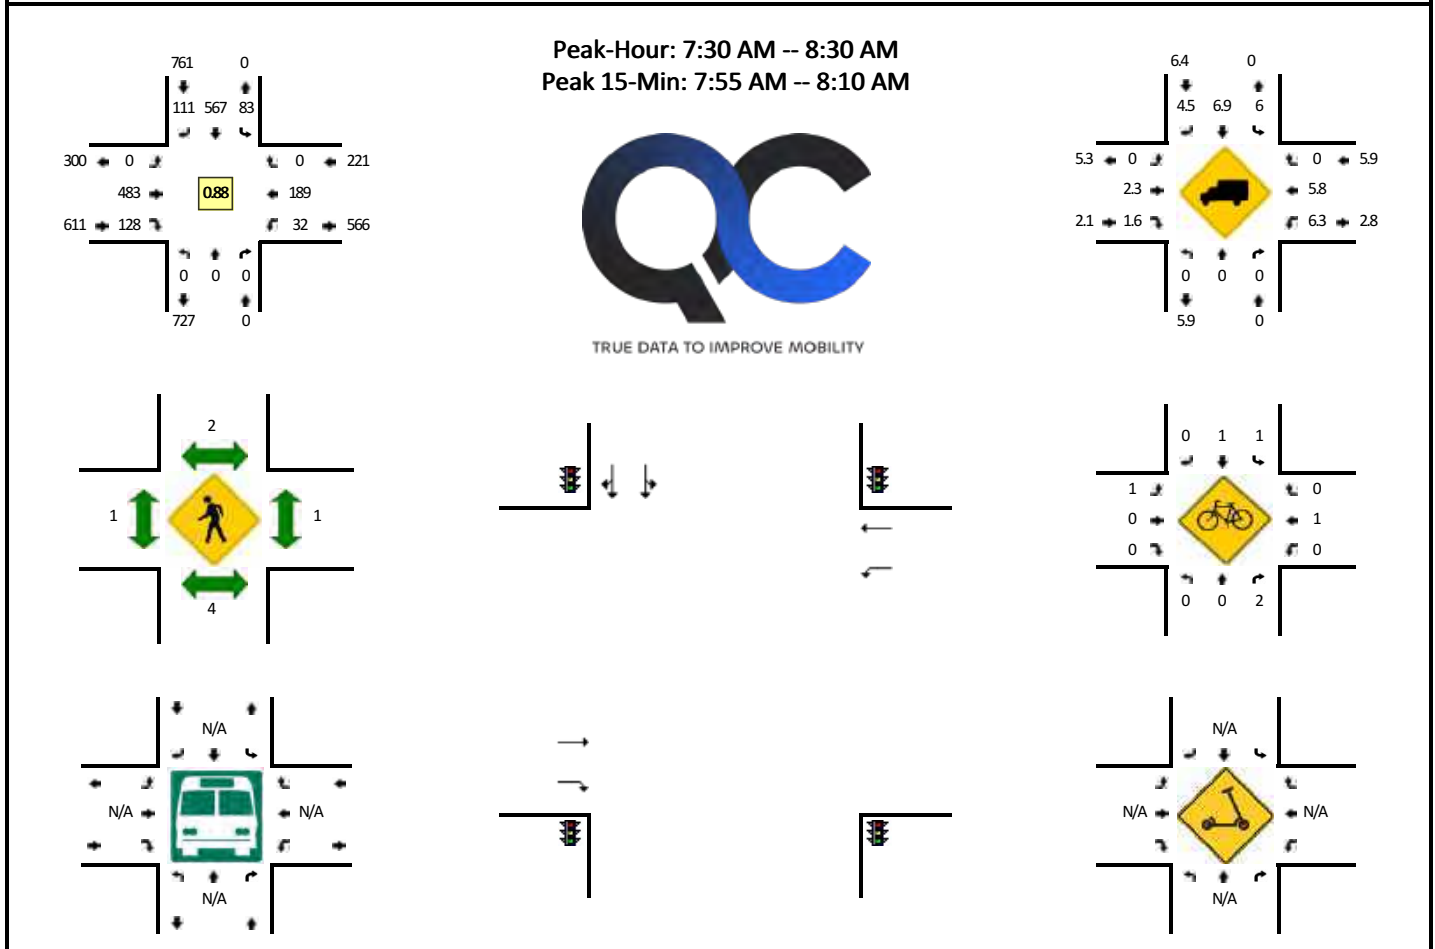 Peak-Hour: 7:30 AM -- 8:30 AM
Peak 15-Min: 7:55 AM -- 8:10 AM
761 0
111 567 83
300 0 0 221
483 0.88 189
611 128 32 566
0 0 0
727 0
TRUE DATA TO IMPROVE MOBILITY
6.4 0
4.5 6.9 6
5.3 0 0 5.9
2.3 5.8
2.1 1.6 6.3 2.8
0 0 0
5.9 0
2
1 1
4
0 1 1
1 0
0 1
0 0
0 0 2
N/A
N/A N/A
N/A
N/A
N/A N/A
N/A